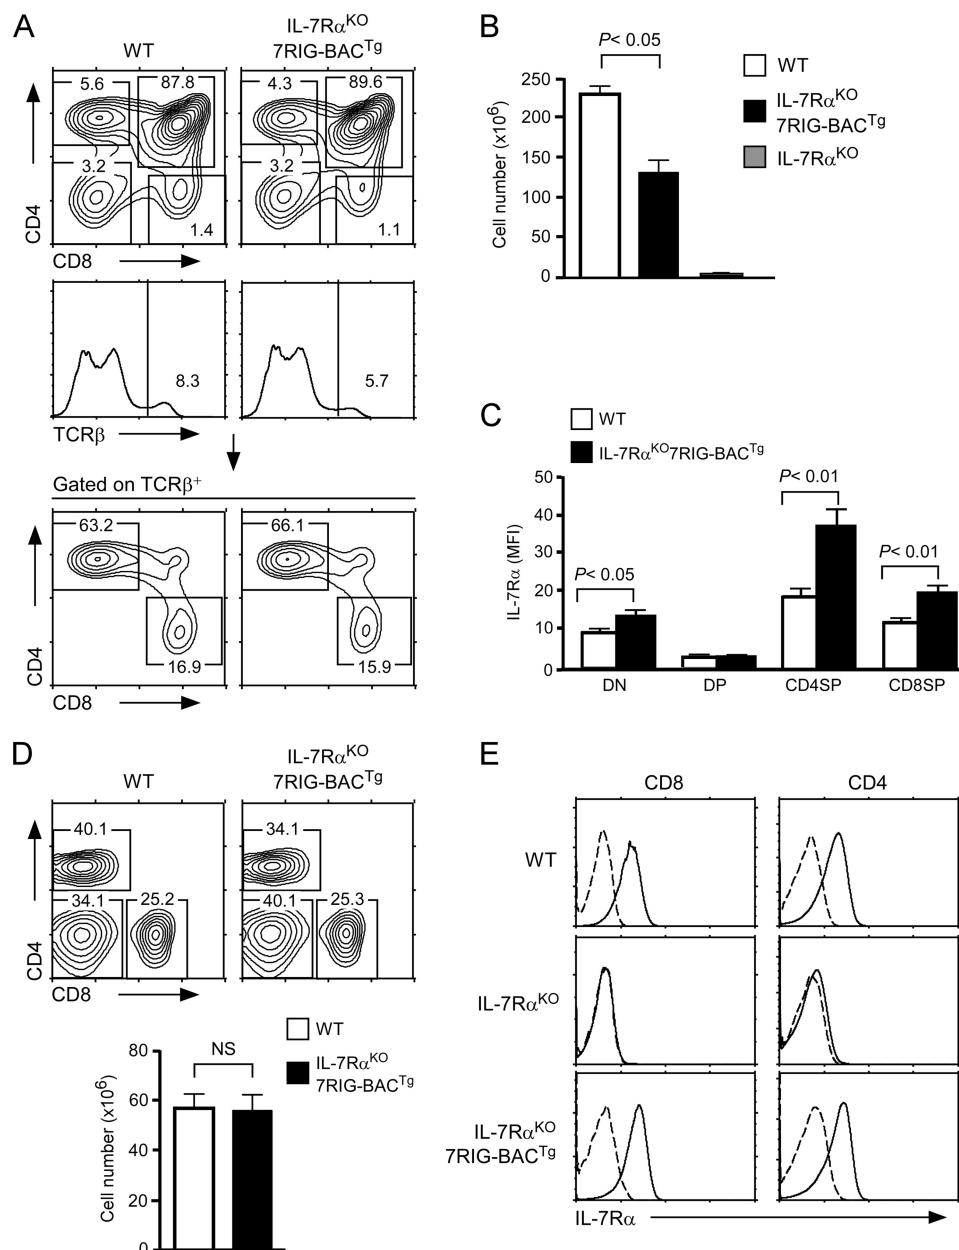 A
WT
IL-7Rα^KO
7RIG-BAC^Tg
5.6
87.8
3.2
1.4
4.3
89.6
3.2
1.1
CD4
CD8
8.3
5.7
TCRβ
Gated on TCRβ+
63.2
16.9
66.1
15.9
CD4
CD8
B
P< 0.05
Cell number (x10^6)
250
200
150
100
50
0
WT
IL-7Rα^KO
7RIG-BAC^Tg
IL-7Rα^KO
C
WT
IL-7Rα^KO7RIG-BAC^Tg
IL-7Rα (MFI)
50
40
30
20
10
0
P< 0.05
P< 0.01
P< 0.01
DN
DP
CD4SP
CD8SP
D
WT
IL-7Rα^KO
7RIG-BAC^Tg
40.1
34.1
25.2
34.1
40.1
25.3
CD4
CD8
WT
IL-7Rα^KO
7RIG-BAC^Tg
NS
Cell number (x10^6)
80
60
40
20
0
E
CD8
CD4
WT
IL-7Rα^KO
IL-7Rα^KO
7RIG-BAC^Tg
IL-7Rα